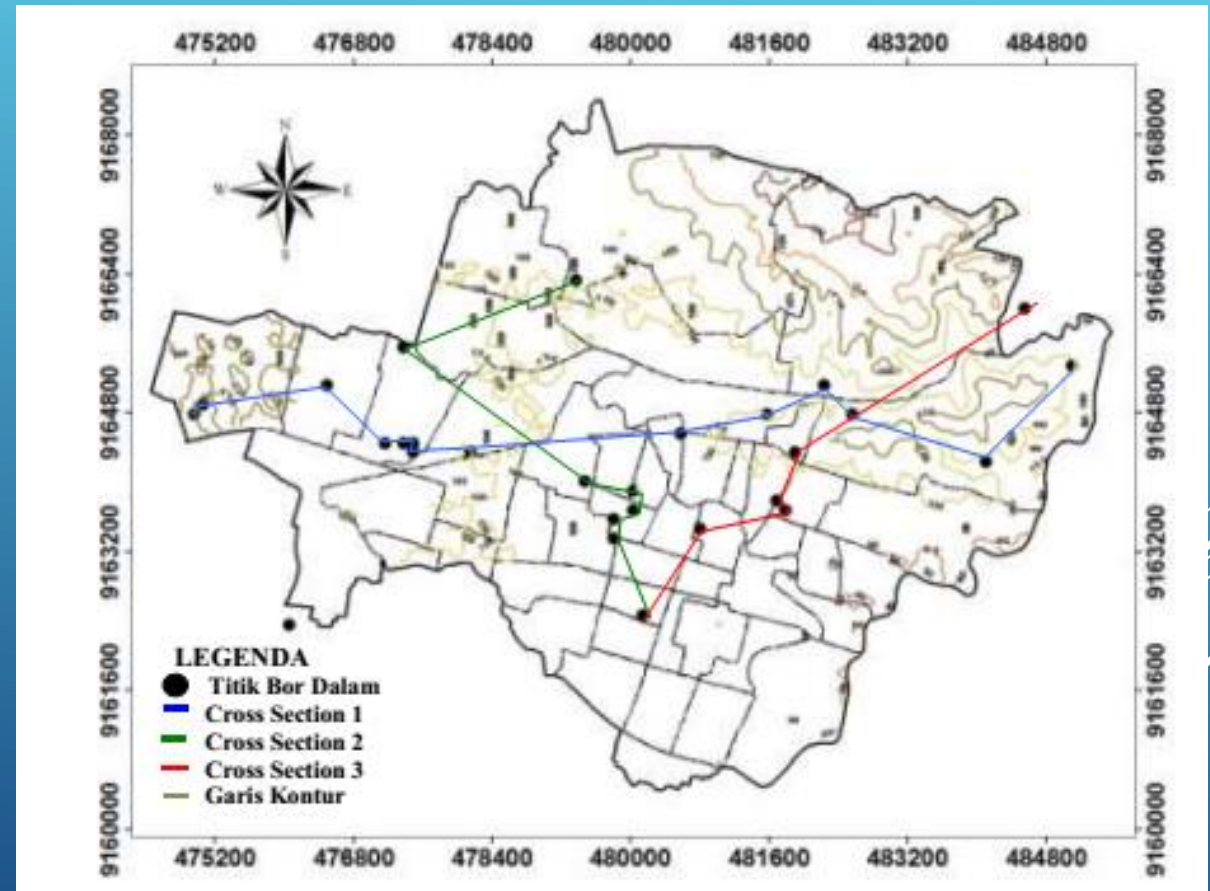 475200 476800 478400 480000 481600 483200 484800
9168000 9168000
N
W E
S
9166400 9166400
9164800 9164800
9163200 9163200
9161600 9161600
9160000 9160000
LEGENDA
Titik Bor Dalam
Cross Section 1
Cross Section 2
Cross Section 3
Garis Kontur
475200 476800 478400 480000 481600 483200 484800